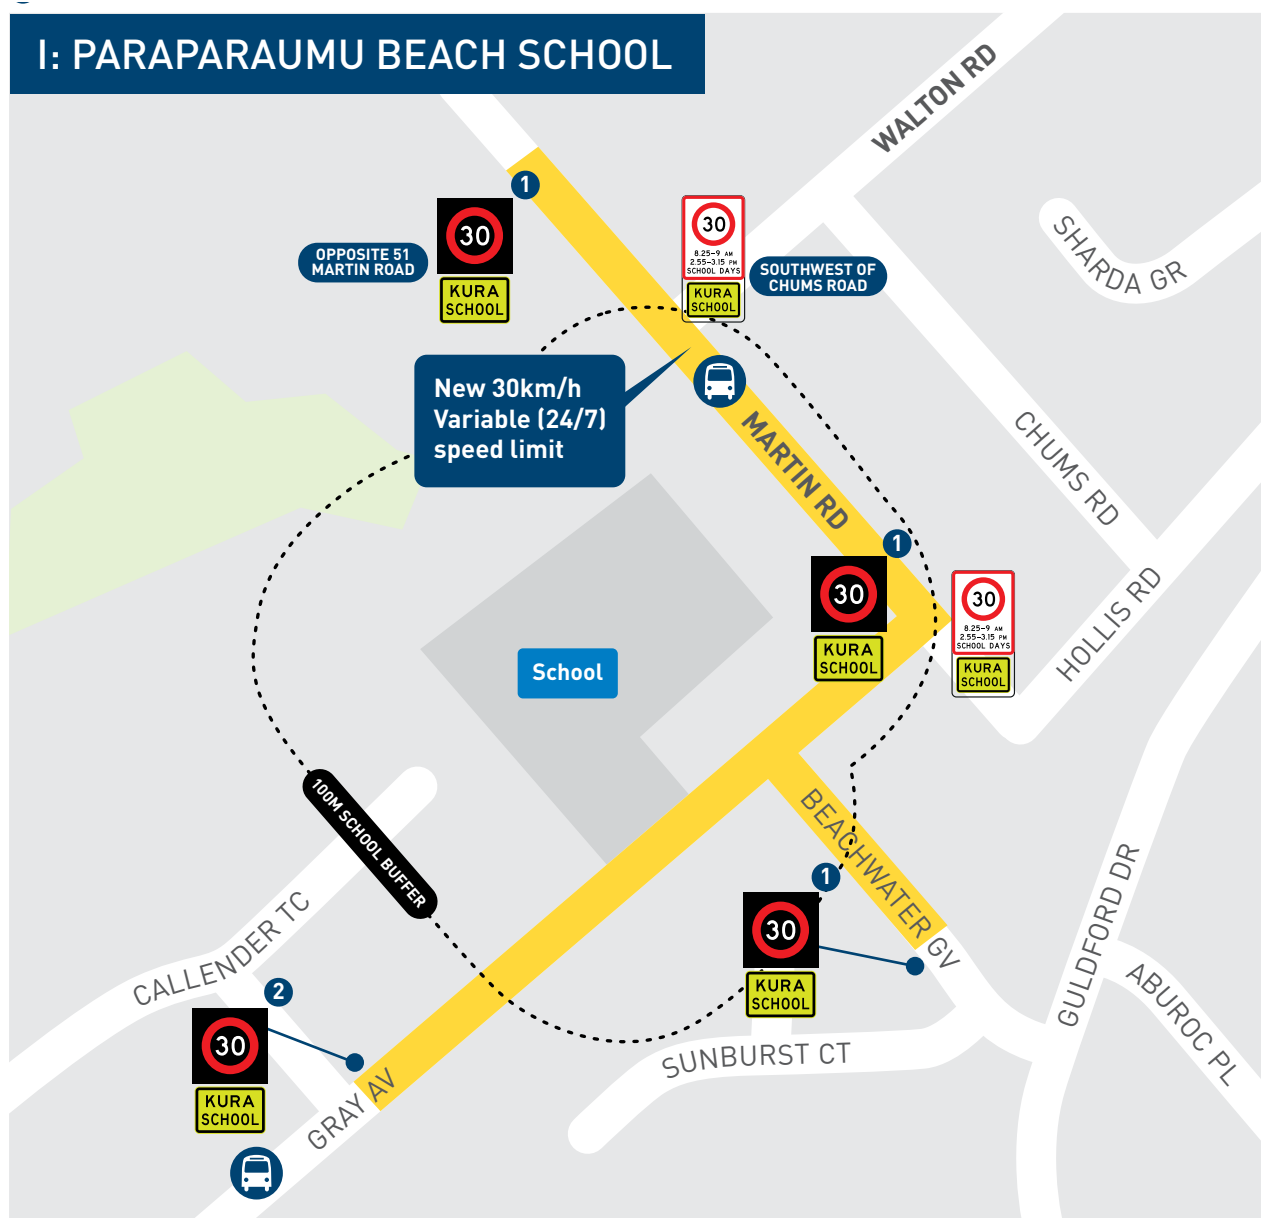 I: PARAPARAUMU BEACH SCHOOL
WALTON RD
SHARDA GR
1
30
KURA
SCHOOL
OPPOSITE 51
MARTIN ROAD
30
8.25–9 AM
2.55–3.15 PM
SCHOOL DAYS
KURA
SCHOOL
SOUTHWEST OF
CHUMS ROAD
New 30km/h
Variable (24/7)
speed limit
MARTIN RD
CHUMS RD
HOLLIS RD
1
30
KURA
SCHOOL
30
8.25–9 AM
2.55–3.15 PM
SCHOOL DAYS
KURA
SCHOOL
School
100M SCHOOL BUFFER
BEACHWATER GV
1
30
KURA
SCHOOL
GULDFORD DR
ABUROC PL
CALLENDER TC
2
30
KURA
SCHOOL
GRAY AV
SUNBURST CT